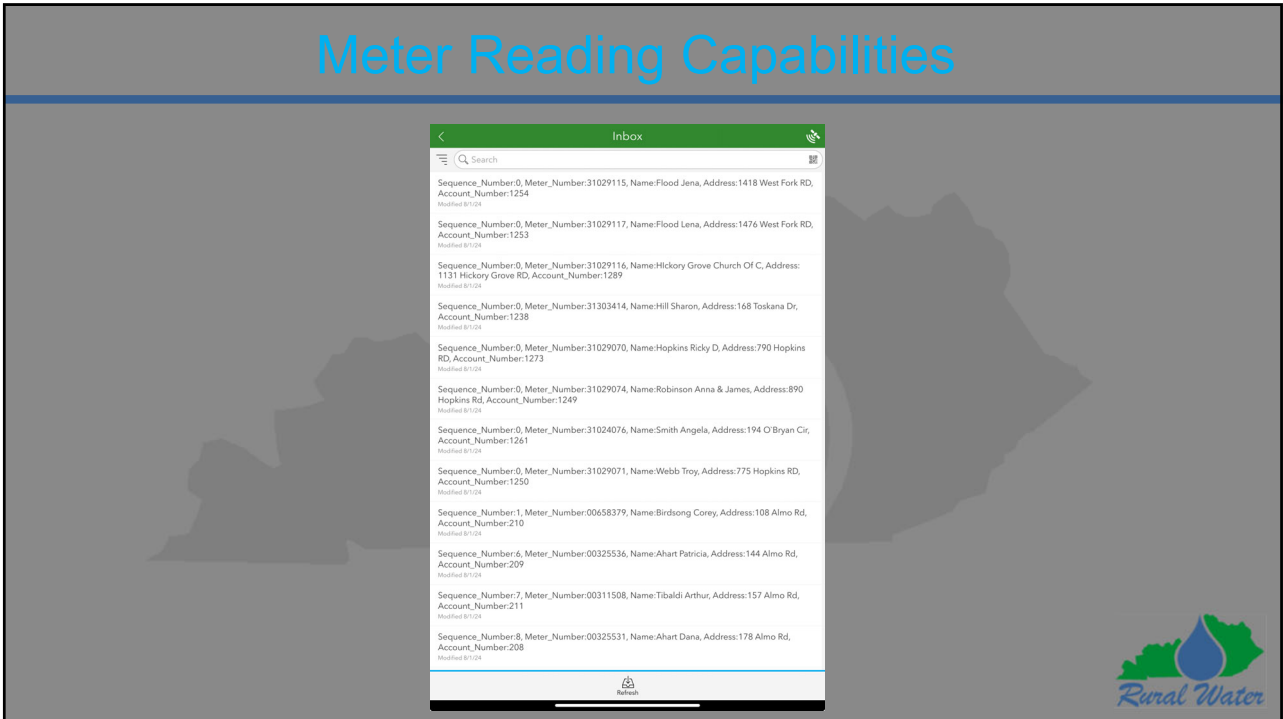 Meter Reading Capabilities
Inbox
Search
Sequence_Number:0, Meter_Number:31029115, Name:Flood Jena, Address:1418 West Fork RD,
Account_Number:1254
Modified 8/1/24
Sequence_Number:0, Meter_Number:31029117, Name:Flood Lena, Address:1476 West Fork RD,
Account_Number:1253
Modified 8/1/24
Sequence_Number:0, Meter_Number:31029116, Name:HIckory Grove Church Of C, Address:
1131 Hickory Grove RD, Account_Number:1289
Modified 8/1/24
Sequence_Number:0, Meter_Number:31303414, Name:Hill Sharon, Address:168 Toskana Dr,
Account_Number:1238
Modified 8/1/24
Sequence_Number:0, Meter_Number:31029070, Name:Hopkins Ricky D, Address:790 Hopkins
RD, Account_Number:1273
Modified 8/1/24
Sequence_Number:0, Meter_Number:31029074, Name:Robinson Anna & James, Address:890
Hopkins Rd, Account_Number:1249
Modified 8/1/24
Sequence_Number:0, Meter_Number:31024076, Name:Smith Angela, Address:194 O`Bryan Cir,
Account_Number:1261
Modified 8/1/24
Sequence_Number:0, Meter_Number:31029071, Name:Webb Troy, Address:775 Hopkins RD,
Account_Number:1250
Modified 8/1/24
Sequence_Number:1, Meter_Number:00658379, Name:Birdsong Corey, Address:108 Almo Rd,
Account_Number:210
Modified 8/1/24
Sequence_Number:6, Meter_Number:00325536, Name:Ahart Patricia, Address:144 Almo Rd,
Account_Number:209
Modified 8/1/24
Sequence_Number:7, Meter_Number:00311508, Name:Tibaldi Arthur, Address:157 Almo Rd,
Account_Number:211
Modified 8/1/24
Sequence_Number:8, Meter_Number:00325531, Name:Ahart Dana, Address:178 Almo Rd,
Account_Number:208
Modified 8/1/24
Refresh
Rural Water